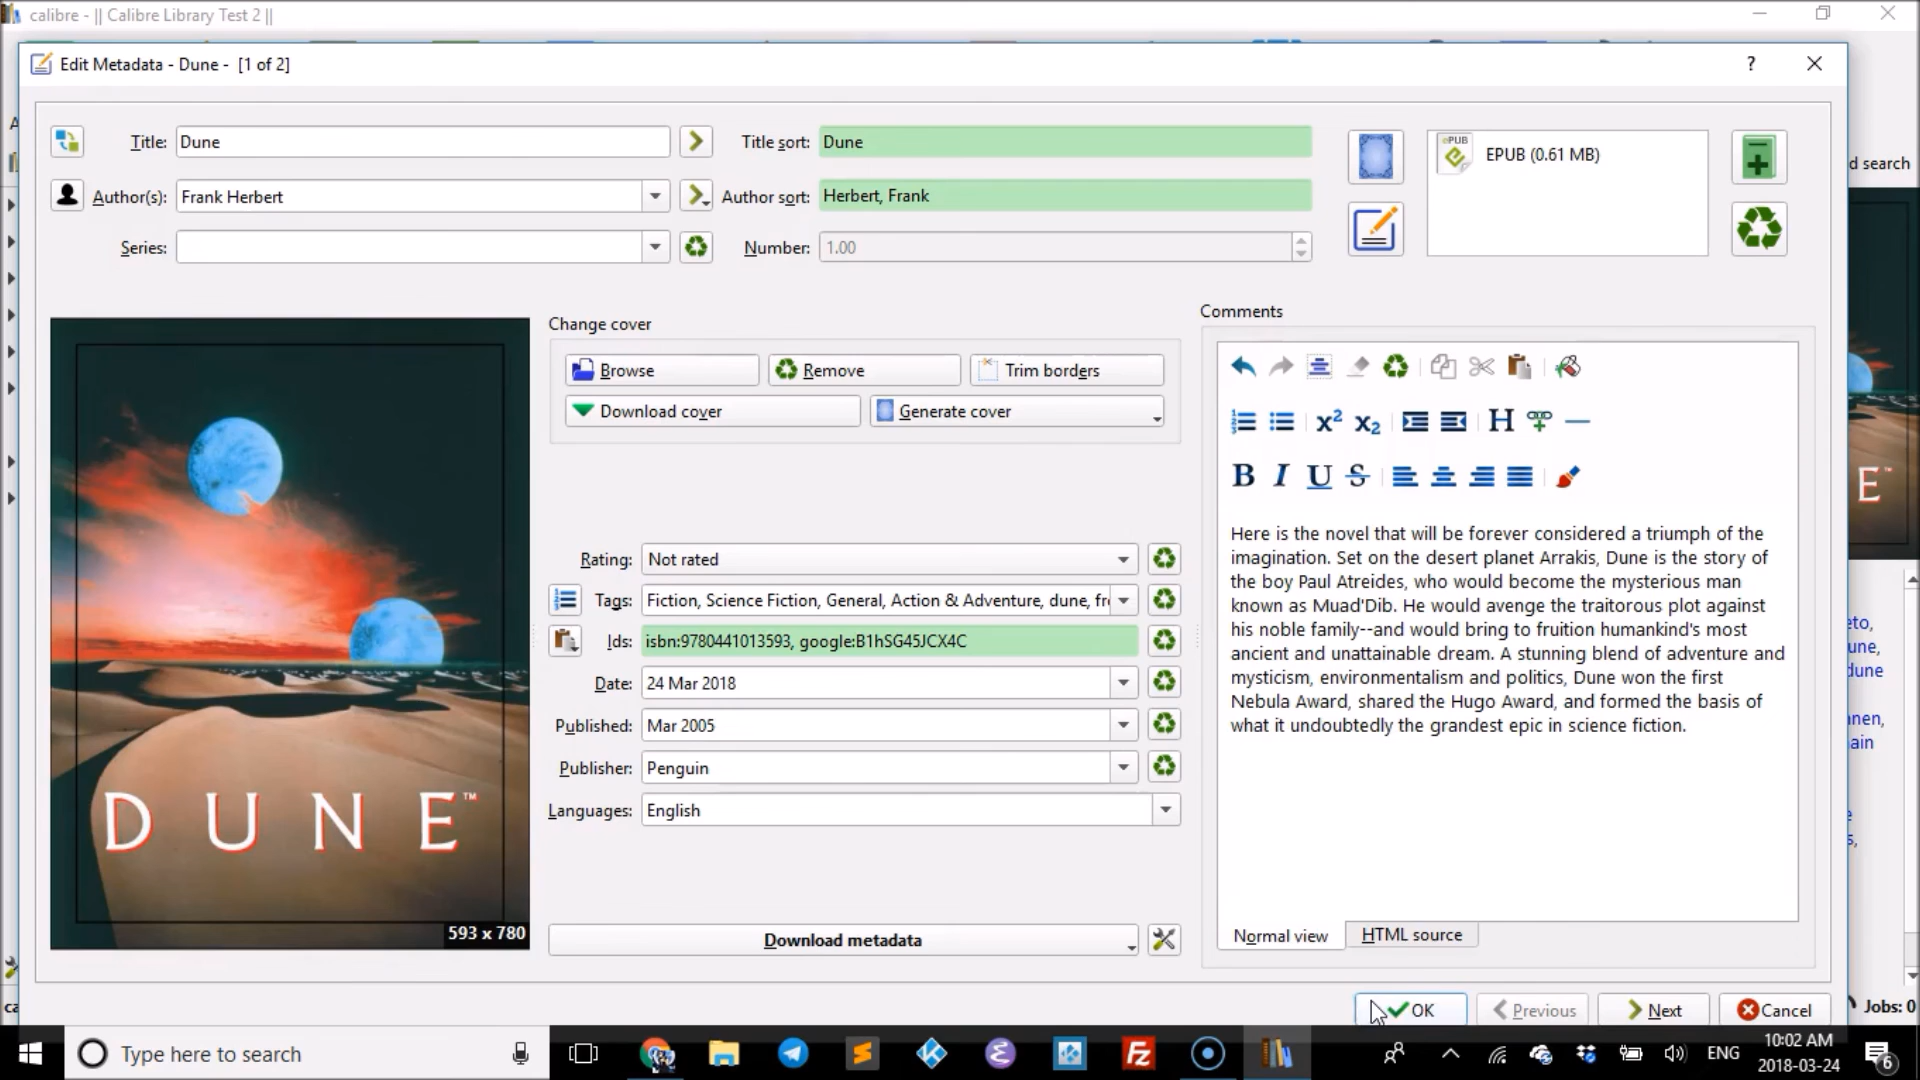 calibre - || Calibre Library Test 2 ||
Edit Metadata - Dune -  [1 of 2]
Title: Dune
Title sort: Dune
ePUB
EPUB (0.61 MB)
d search
Author(s): Frank Herbert
Author sort: Herbert, Frank
Series:
Number: 1.00
Change cover
Browse
Remove
Trim borders
Download cover
Generate cover
Comments
H
B I U S
Here is the novel that will be forever considered a triumph of the
imagination. Set on the desert planet Arrakis, Dune is the story of
the boy Paul Atreides, who would become the mysterious man
known as Muad'Dib. He would avenge the traitorous plot against
his noble family--and would bring to fruition humankind's most
ancient and unattainable dream. A stunning blend of adventure and
mysticism, environmentalism and politics, Dune won the first
Nebula Award, shared the Hugo Award, and formed the basis of
what it undoubtedly the grandest epic in science fiction.
Normal view
HTML source
Rating: Not rated
Tags: Fiction, Science Fiction, General, Action & Adventure, dune, fr
Ids: isbn:9780441013593, google:B1hSG45JCX4C
Date: 24 Mar 2018
Published: Mar 2005
Publisher: Penguin
Languages: English
Download metadata
DUNE™
593 x 780
E™
eto,
une,
dune
nen,
ain
OK
Previous
Next
Cancel
ca
Jobs: 0
Type here to search
ENG
10:02 AM
2018-03-24
6